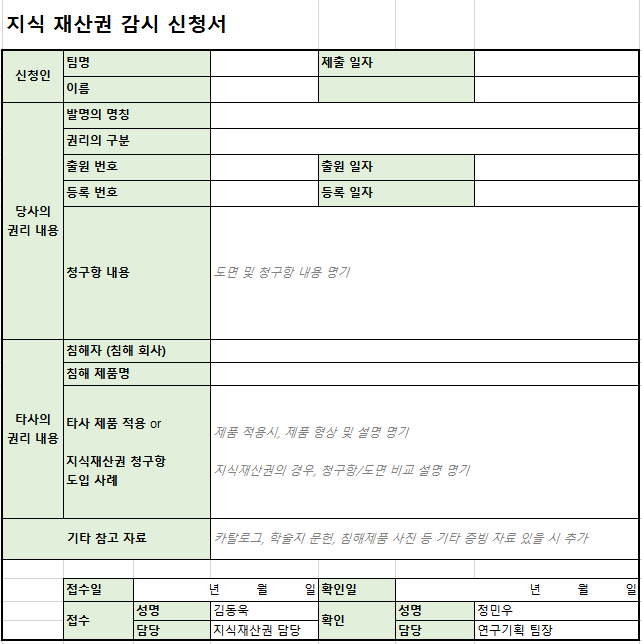 지식 재산권 감시 신청서
신청인
팀명
제출 일자
이름
당사의
권리 내용
발명의 명칭
권리의 구분
출원 번호
출원 일자
등록 번호
등록 일자
청구항 내용
도면 및 청구항 내용 명기
타사의
권리 내용
침해자 (침해 회사)
침해 제품명
타사 제품 적용 or
지식재산권 청구항
도입 사례
제품 적용시, 제품 형상 및 설명 명기
지식재산권의 경우, 청구항/도면 비교 설명 명기
기타 참고 자료
카탈로그, 학술지 문헌, 침해제품 사진 등 기타 증빙 자료 있을 시 추가
접수일 년 월 일 확인일 년 월 일
접수 성명 김동욱 확인 성명 정민우
담당 지식재산권 담당 담당 연구기획 팀장